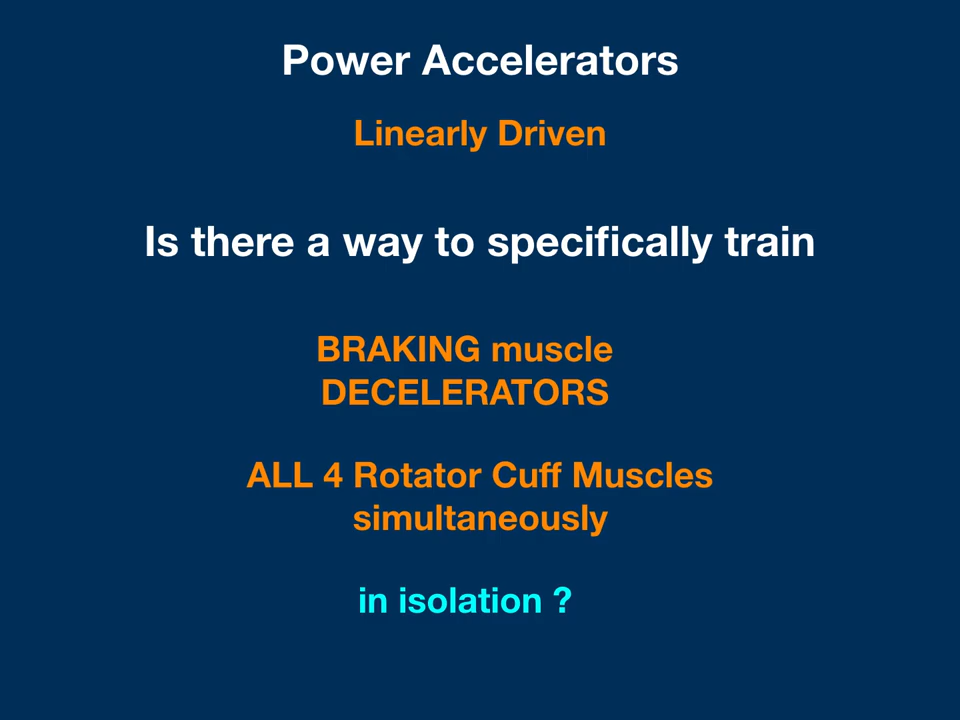 Power Accelerators
Linearly Driven
Is there a way to specifically train
BRAKING muscle
DECELERATORS
ALL 4 Rotator Cuff Muscles
simultaneously
in isolation ?